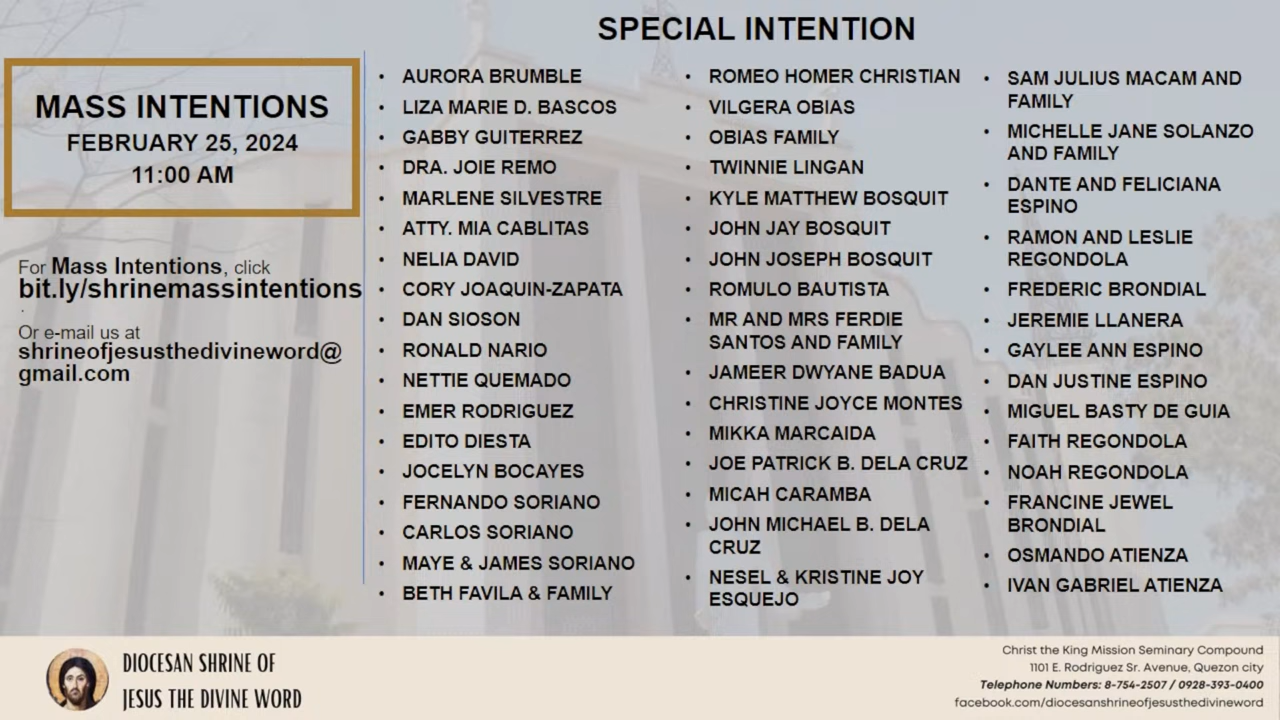 SPECIAL INTENTION
MASS INTENTIONS
FEBRUARY 25, 2024
11:00 AM
For Mass Intentions, click
bit.ly/shrinemassintentions
.
Or e-mail us at
shrineofjesusthedivineword@
gmail.com
• AURORA BRUMBLE
• LIZA MARIE D. BASCOS
• GABBY GUITERREZ
• DRA. JOIE REMO
• MARLENE SILVESTRE
• ATTY. MIA CABLITAS
• NELIA DAVID
• CORY JOAQUIN-ZAPATA
• DAN SIOSON
• RONALD NARIO
• NETTIE QUEMADO
• EMER RODRIGUEZ
• EDITO DIESTA
• JOCELYN BOCAYES
• FERNANDO SORIANO
• CARLOS SORIANO
• MAYE & JAMES SORIANO
• BETH FAVILA & FAMILY
• ROMEO HOMER CHRISTIAN
• VILGERA OBIAS
• OBIAS FAMILY
• TWINNIE LINGAN
• KYLE MATTHEW BOSQUIT
• JOHN JAY BOSQUIT
• JOHN JOSEPH BOSQUIT
• ROMULO BAUTISTA
• MR AND MRS FERDIE
SANTOS AND FAMILY
• JAMEER DWYANE BADUA
• CHRISTINE JOYCE MONTES
• MIKKA MARCAIDA
• JOE PATRICK B. DELA CRUZ
• MICAH CARAMBA
• JOHN MICHAEL B. DELA
CRUZ
• NESEL & KRISTINE JOY
ESQUEJO
• SAM JULIUS MACAM AND
FAMILY
• MICHELLE JANE SOLANZO
AND FAMILY
• DANTE AND FELICIANA
ESPINO
• RAMON AND LESLIE
REGONDOLA
• FREDERIC BRONDIAL
• JEREMIE LLANERA
• GAYLEE ANN ESPINO
• DAN JUSTINE ESPINO
• MIGUEL BASTY DE GUIA
• FAITH REGONDOLA
• NOAH REGONDOLA
• FRANCINE JEWEL
BRONDIAL
• OSMANDO ATIENZA
• IVAN GABRIEL ATIENZA
DIOCESAN SHRINE OF
JESUS THE DIVINE WORD
Christ the King Mission Seminary Compound
1101 E. Rodriguez Sr. Avenue, Quezon city
Telephone Numbers: 8-754-2507 / 0928-393-0400
facebook.com/diocesanshrineofjesusthedivineword